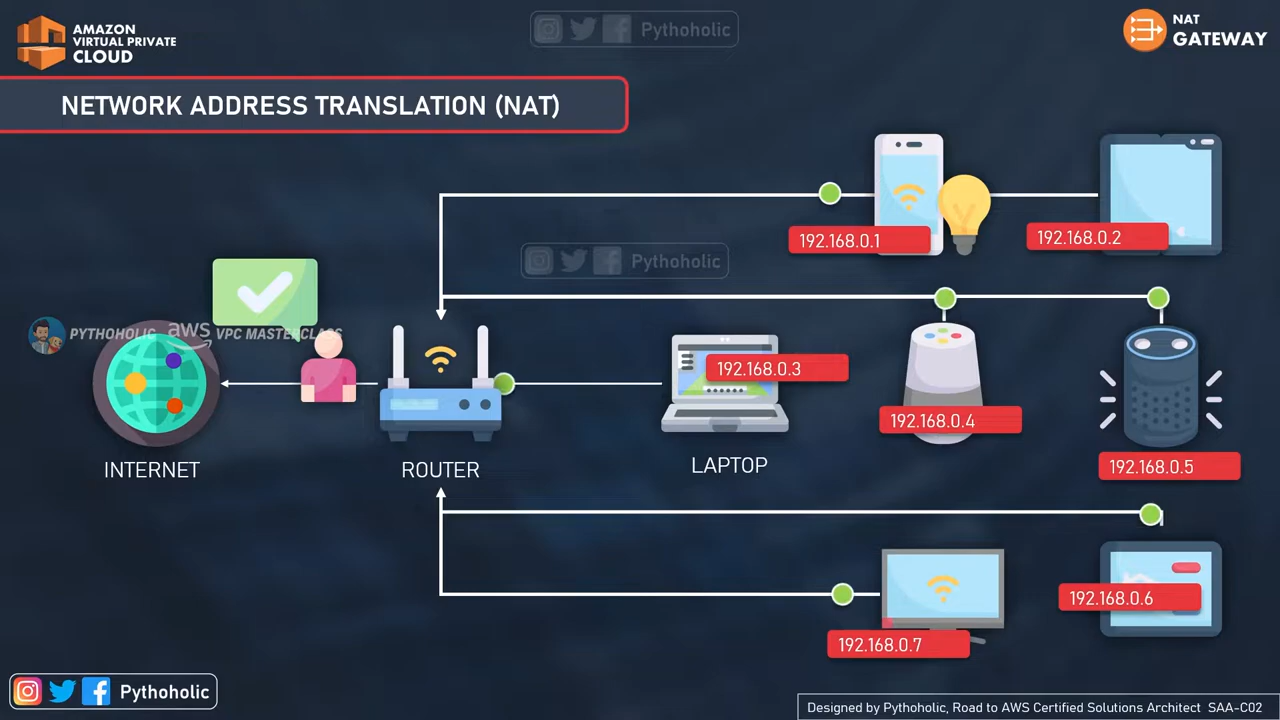 AMAZON
VIRTUAL PRIVATE
CLOUD
Pythoholic
NAT
GATEWAY
NETWORK ADDRESS TRANSLATION (NAT)
192.168.0.1
192.168.0.2
Pythoholic
PYTHOHOLIC aws VPC MASTERCLASS
192.168.0.3
192.168.0.4
192.168.0.5
INTERNET
ROUTER
LAPTOP
192.168.0.6
192.168.0.7
Pythoholic
Designed by Pythoholic, Road to AWS Certified Solutions Architect SAA-C02